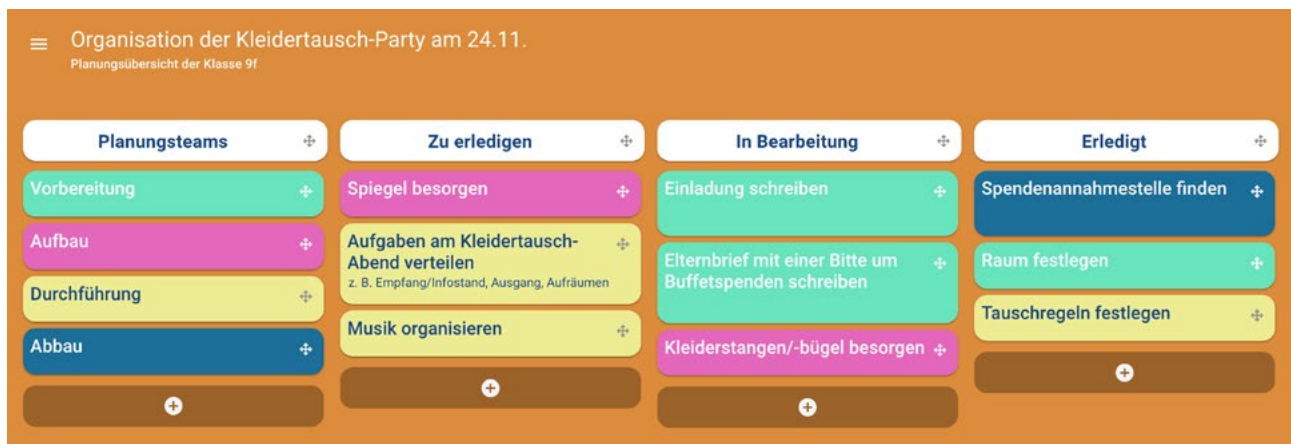 Organisation der Kleidertausch-Party am 24.11.
Planungsübersicht der Klasse 9f
Planungsteams
Vorbereitung
Aufbau
Durchführung
Abbau
Zu erledigen
Spiegel besorgen
Aufgaben am Kleidertausch-
Abend verteilen
z. B. Empfang/Infostand, Ausgang, Aufräumen
Musik organisieren
In Bearbeitung
Einladung schreiben
Elternbrief mit einer Bitte um
Buffetspenden schreiben
Kleiderstangen/-bügel besorgen
Erledigt
Spendenannahmestelle finden
Raum festlegen
Tauschregeln festlegen